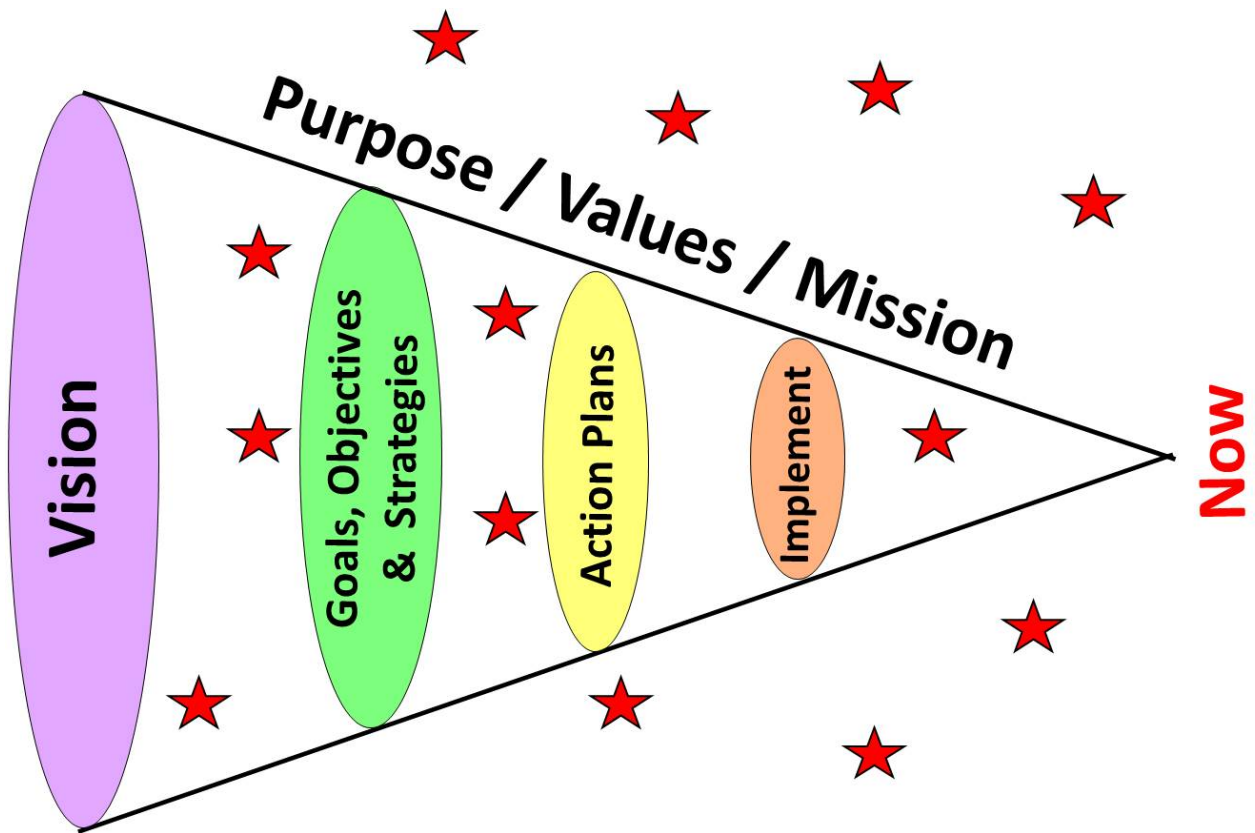 Purpose / Values / Mission
Vision
Goals, Objectives
& Strategies
Action Plans
Implement
Now